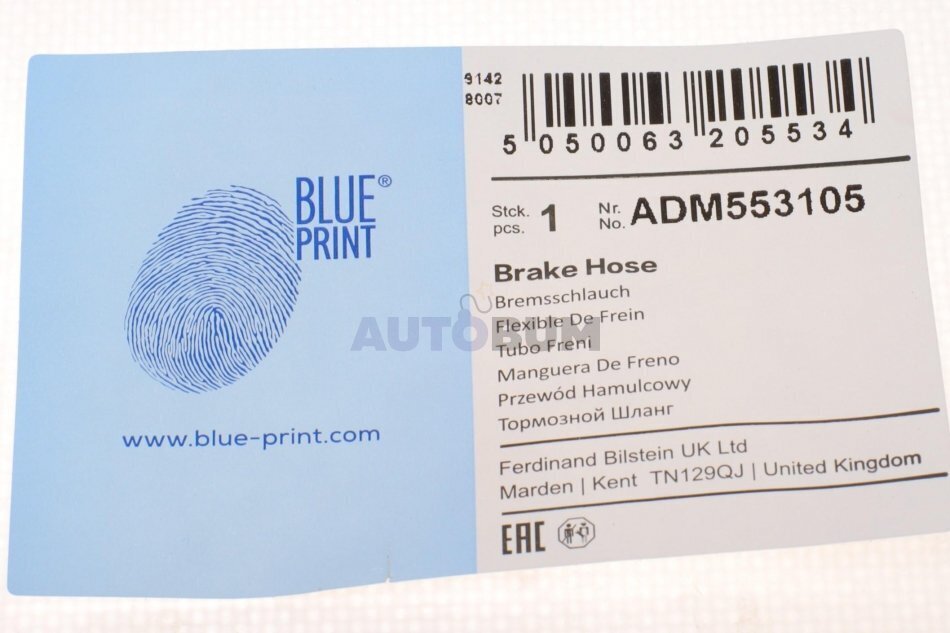 BLUE®
PRINT
www.blue-print.com
9142
8007
5 050063 205534
Stck. 1 Nr. ADM553105
pcs. No.
Brake Hose
Bremsschlauch
Flexible De Frein
Tubo Freni
Manguera De Freno
Przewód Hamulcowy
Тормозной Шланг
Ferdinand Bilstein UK Ltd
Marden | Kent TN129QJ | United Kingdom
EAC
AUTOBUM